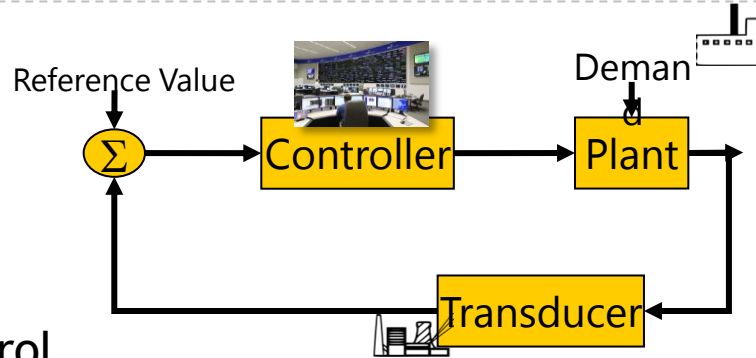 Reference Value
Deman
d
Σ
Controller
Plant
Transducer
rol